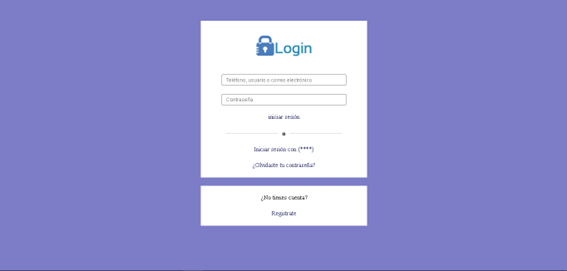 Login
Teléfono, usuario o correo electrónico
Contraseña
iniciar sesión
o
Iniciar sesión con (****)
¿Olvidaste tu contraseña?
¿No tienes cuenta?
Registrate